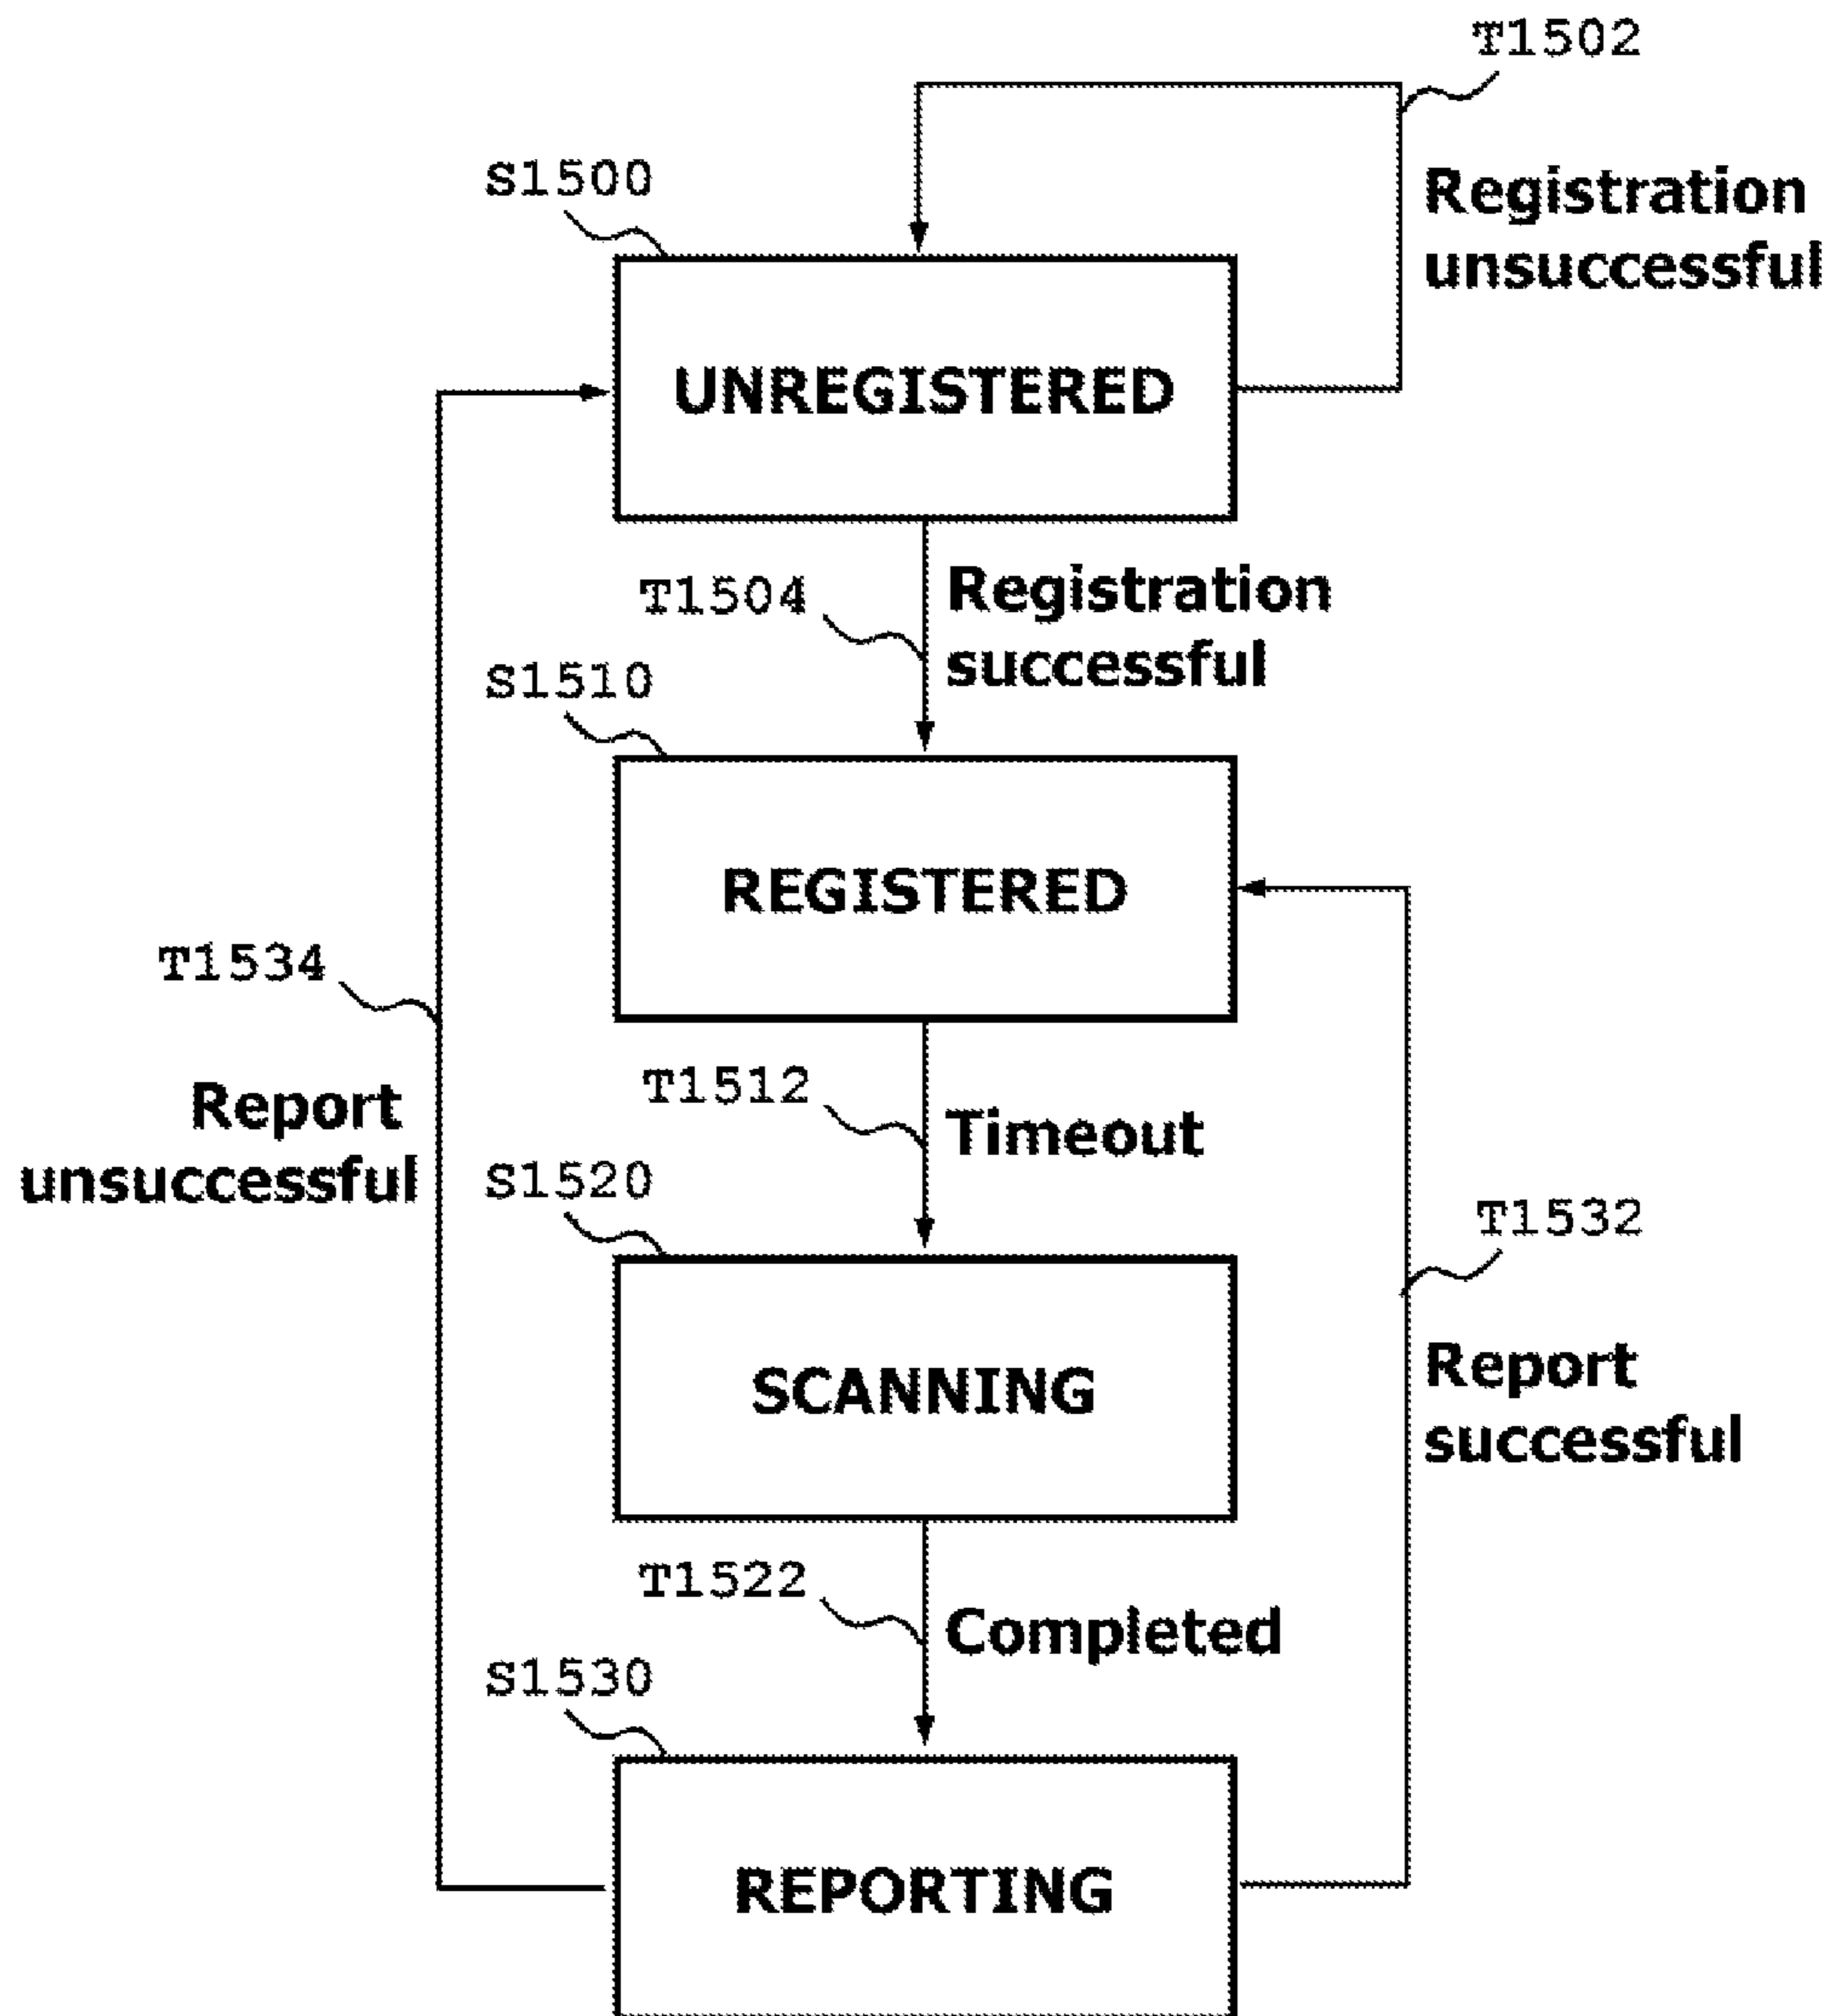 T1502
S1500
Registration
unsuccessful
UNREGISTERED
T1504
Registration
successful
S1510
REGISTERED
T1534
Report
unsuccessful
T1512
Timeout
S1520
T1532
SCANNING
Report
successful
T1522
Completed
S1530
REPORTING